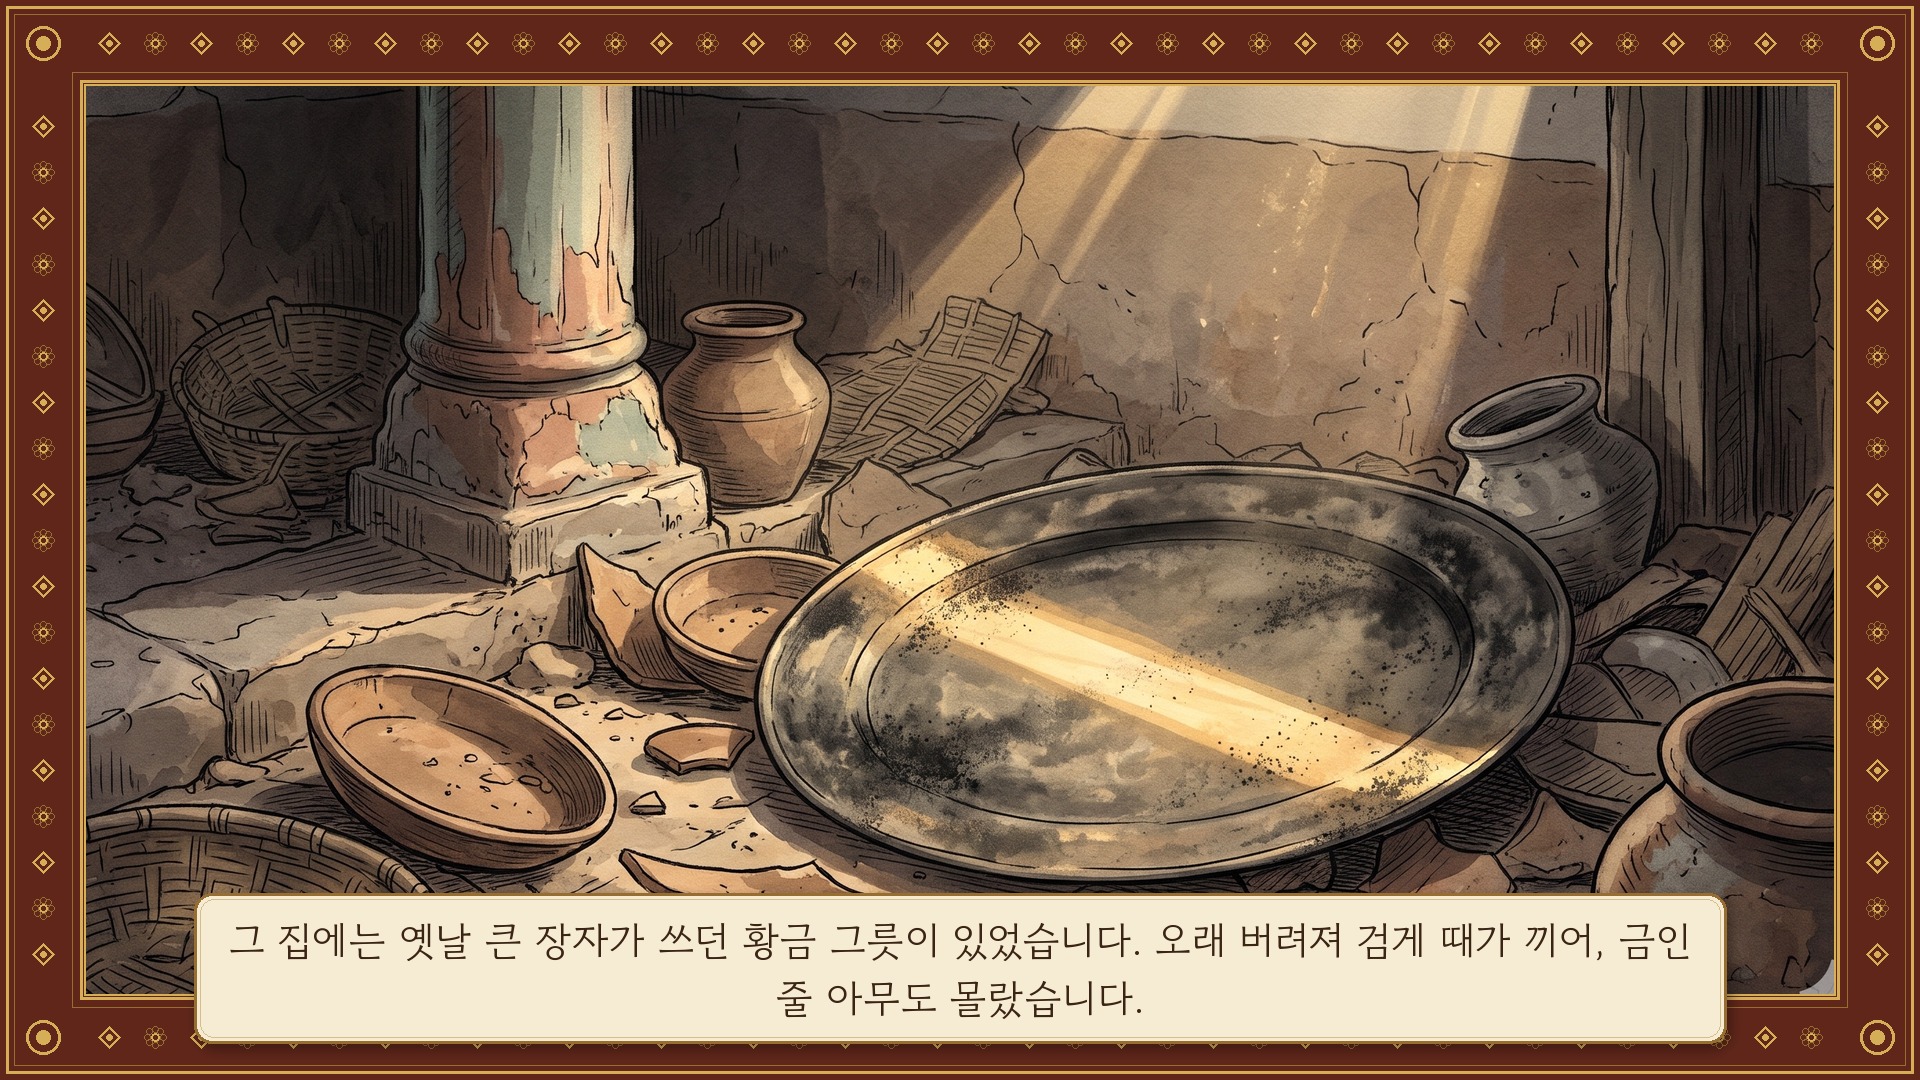 그 집에는 옛날 큰 장자가 쓰던 황금 그릇이 있었습니다. 오래 버려져 검게 때가 끼어, 금인
줄 아무도 몰랐습니다.